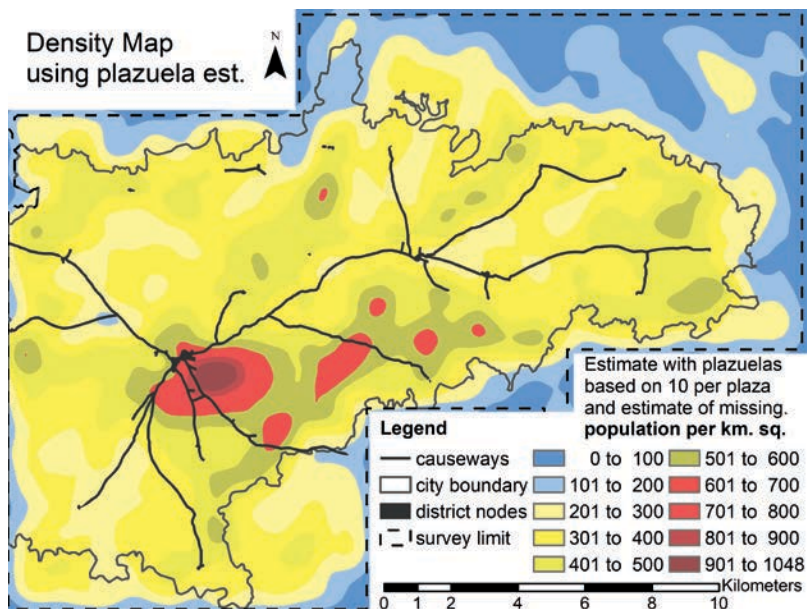 Density Map
using plazuela est.
N
Estimate with plazuelas
based on 10 per plaza
and estimate of missing.
population per km. sq.
Legend
causeways
city boundary
district nodes
survey limit
0 to 100
101 to 200
201 to 300
301 to 400
401 to 500
501 to 600
601 to 700
701 to 800
801 to 900
901 to 1048
Kilometers
0 1 2 4 6 8 10